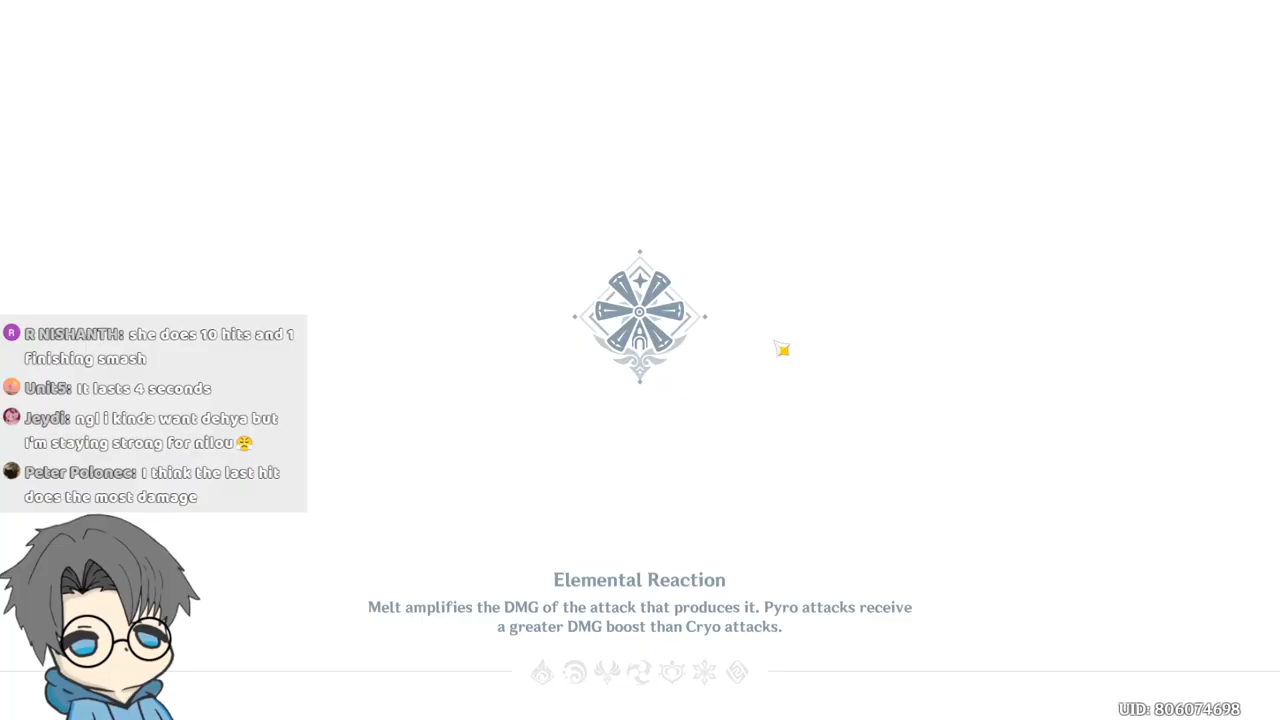 R NISHANTH: she does 10 hits and 1
finishing smash
Unit5: It lasts 4 seconds
Jeydi: ngl i kinda want dehya but
I'm staying strong for nilou😤
Peter Polonec: I think the last hit
does the most damage
Elemental Reaction
Melt amplifies the DMG of the attack that produces it. Pyro attacks receive
a greater DMG boost than Cryo attacks.
UID: 806074698